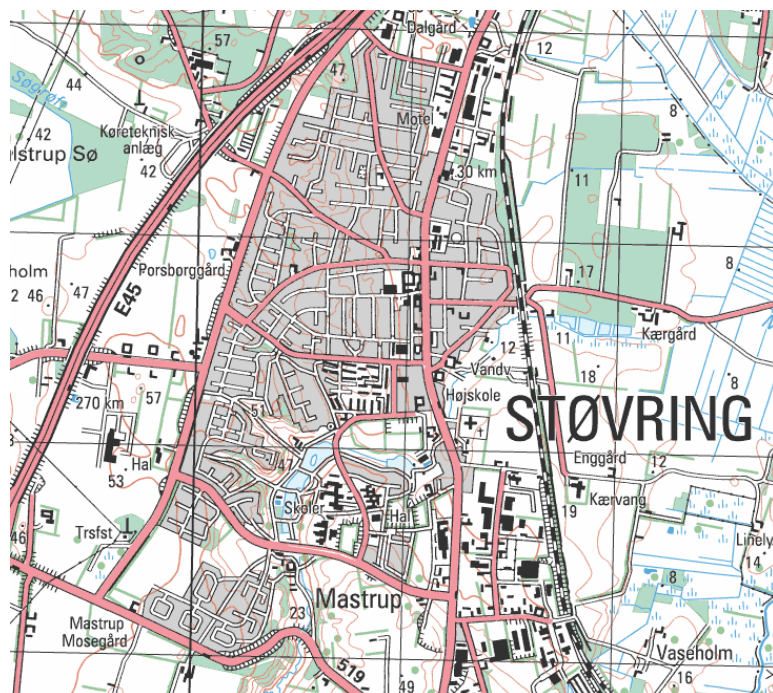 57
Dalgård
12
44
47
8
Søgrøft
Motel
42
Køreteknisk
anlæg
elstrup Sø
42
30 km
11
8
Porsborggård
holm
2 46
47
E45
17
8
Kærgård
11
12
Vandv
18
8
270 km
57
51
Højskole
STØVRING
Hal
53
47
Enggård
12
Skoler
Hal
Kærvang
19
Trsfst
46
Linely
14
8
Mastrup
23
Mastrup
Mosegård
Vaseholm
519
49
16